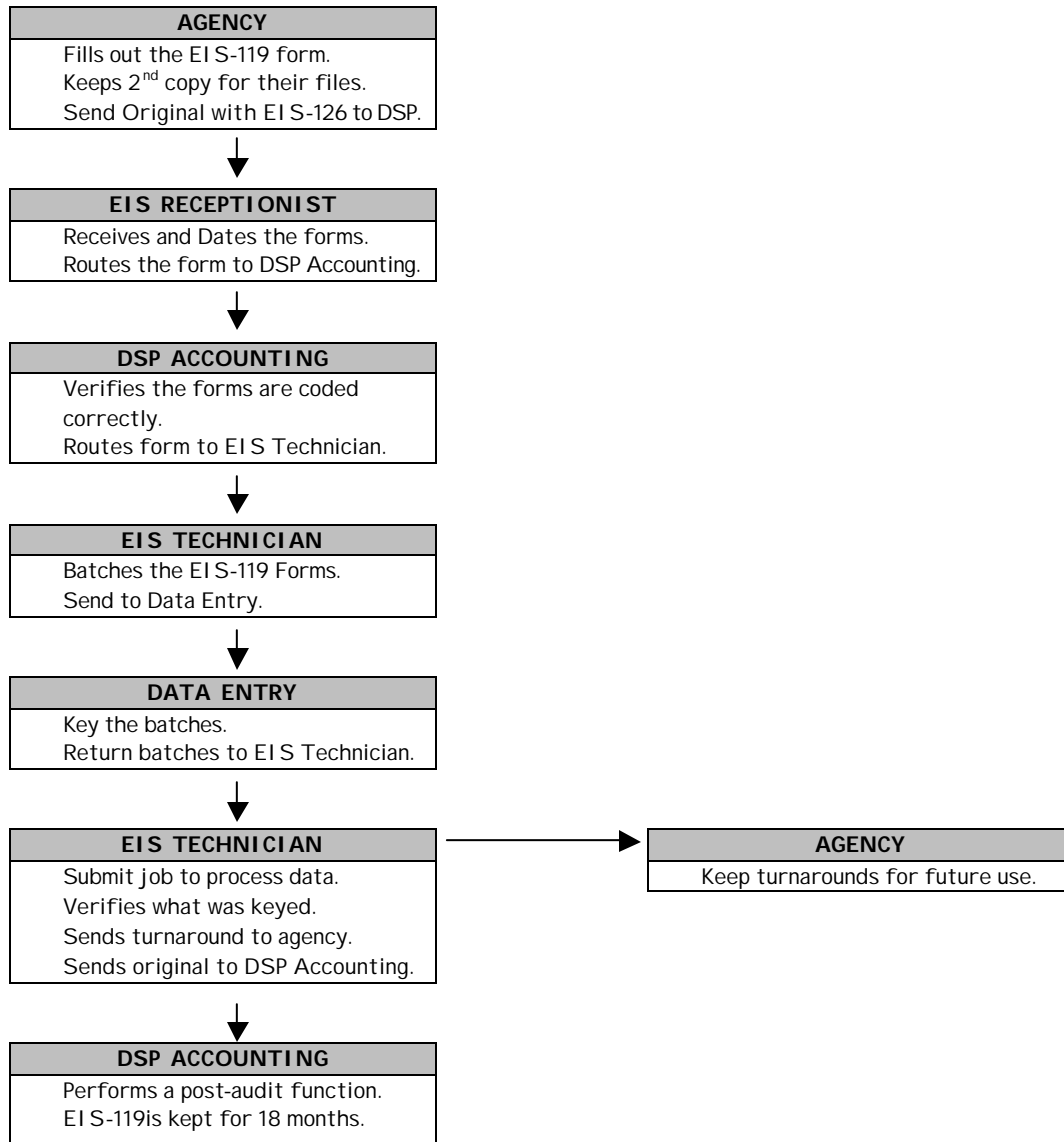 AGENCY
Fills out the EIS-119 form.
Keeps 2nd copy for their files.
Send Original with EIS-126 to DSP.
EIS RECEPTIONIST
Receives and Dates the forms.
Routes the form to DSP Accounting.
DSP ACCOUNTING
Verifies the forms are coded
correctly.
Routes form to EIS Technician.
EIS TECHNICIAN
Batches the EIS-119 Forms.
Send to Data Entry.
DATA ENTRY
Key the batches.
Return batches to EIS Technician.
EIS TECHNICIAN
Submit job to process data.
Verifies what was keyed.
Sends turnaround to agency.
Sends original to DSP Accounting.
AGENCY
Keep turnarounds for future use.
DSP ACCOUNTING
Performs a post-audit function.
EIS-119is kept for 18 months.